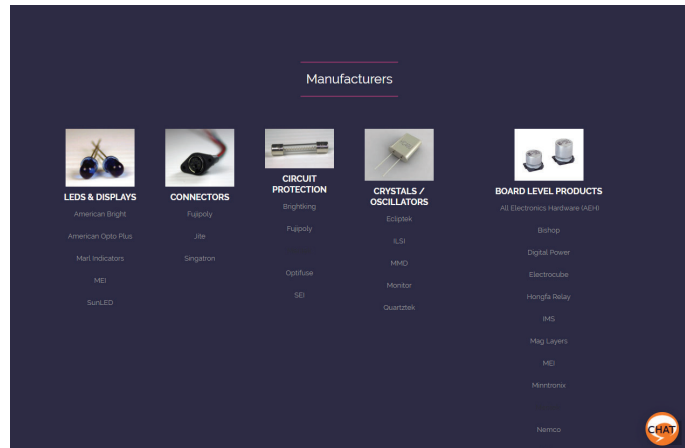 Manufacturers
LEDS & DISPLAYS
American Bright
American Opto Plus
Marl Indicators
MEI
SunLED
CONNECTORS
Fujipoly
Jite
Singatron
CIRCUIT
PROTECTION
Brightking
Fujipoly
Optifuse
SEI
CRYSTALS /
OSCILLATORS
Ecliptek
ILSI
MMD
Monitor
Quartztek
BOARD LEVEL PRODUCTS
All Electronics Hardware (AEH)
Bishop
Digital Power
Electrocube
Hongfa Relay
IMS
Mag Layers
MEI
Minntronix
Nemco
CHAT